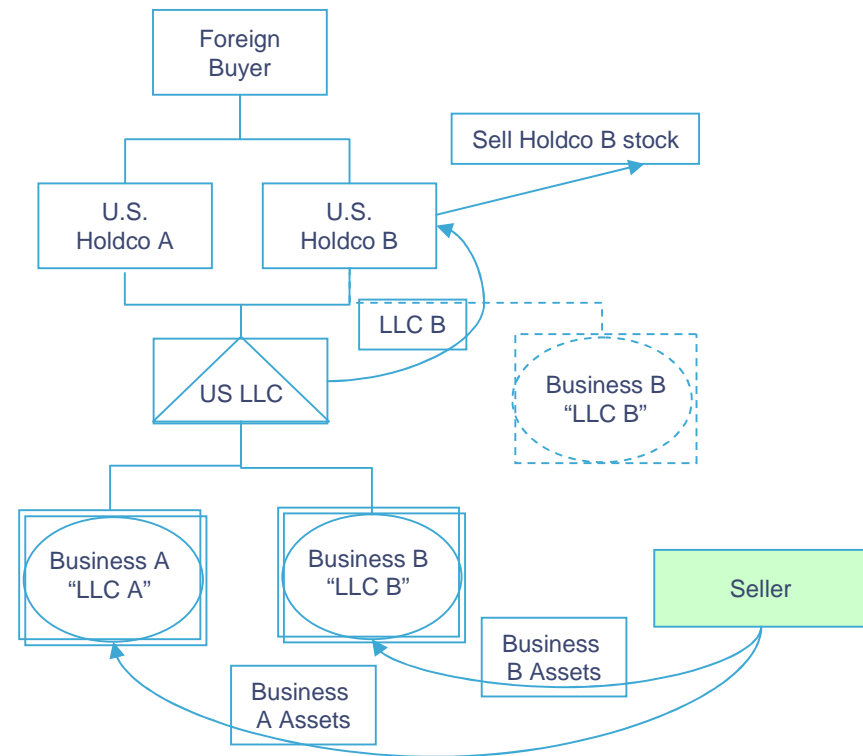 Foreign
Buyer
Sell Holdco B stock
U.S.
Holdco A
U.S.
Holdco B
LLC B
US LLC
Business B
“LLC B”
Business A
“LLC A”
Business B
“LLC B”
Seller
Business
B Assets
Business
A Assets